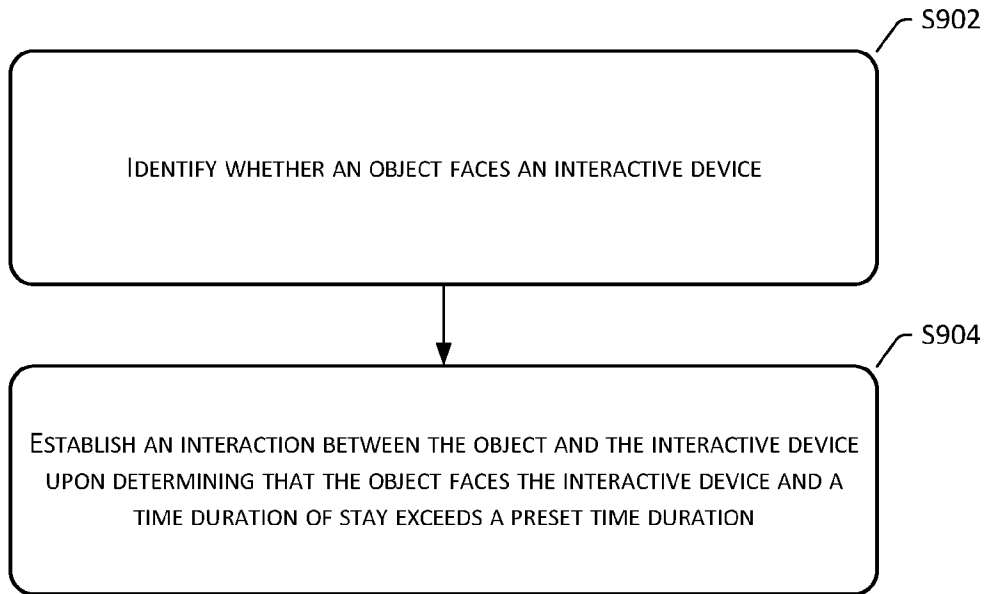 S902
IDENTIFY WHETHER AN OBJECT FACES AN INTERACTIVE DEVICE
S904
ESTABLISH AN INTERACTION BETWEEN THE OBJECT AND THE INTERACTIVE DEVICE
UPON DETERMINING THAT THE OBJECT FACES THE INTERACTIVE DEVICE AND A
TIME DURATION OF STAY EXCEEDS A PRESET TIME DURATION